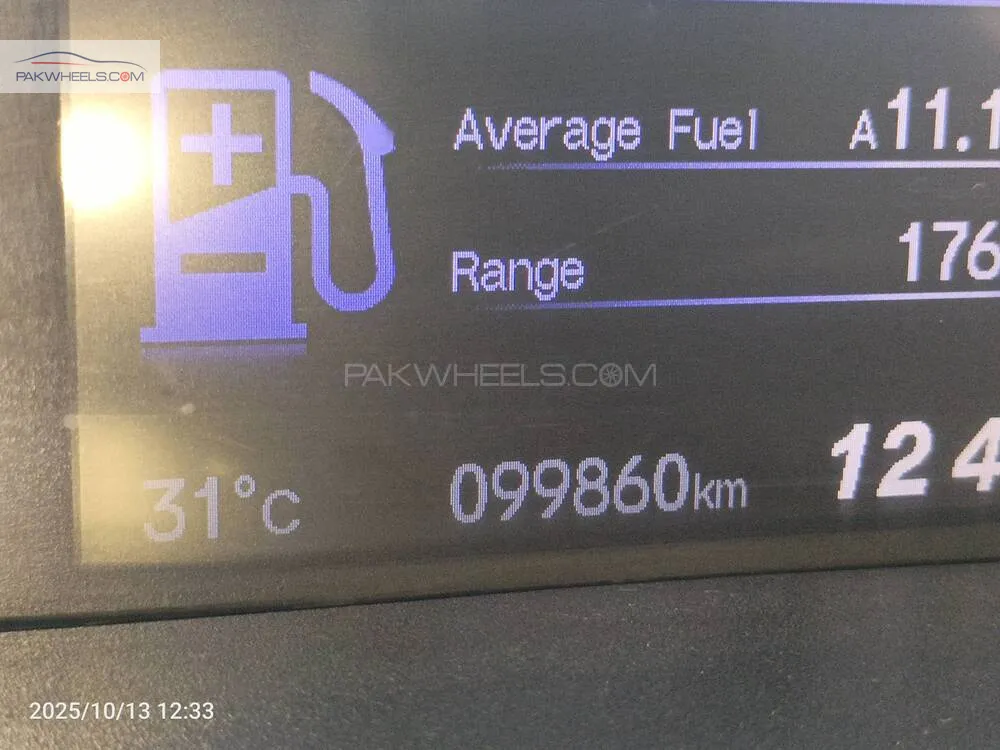 PAKWHEELS.COM
Average Fuel A11.1
Range 176
PAKWHEELS.COM
31°C 099860km 124
2025/10/13 12:33